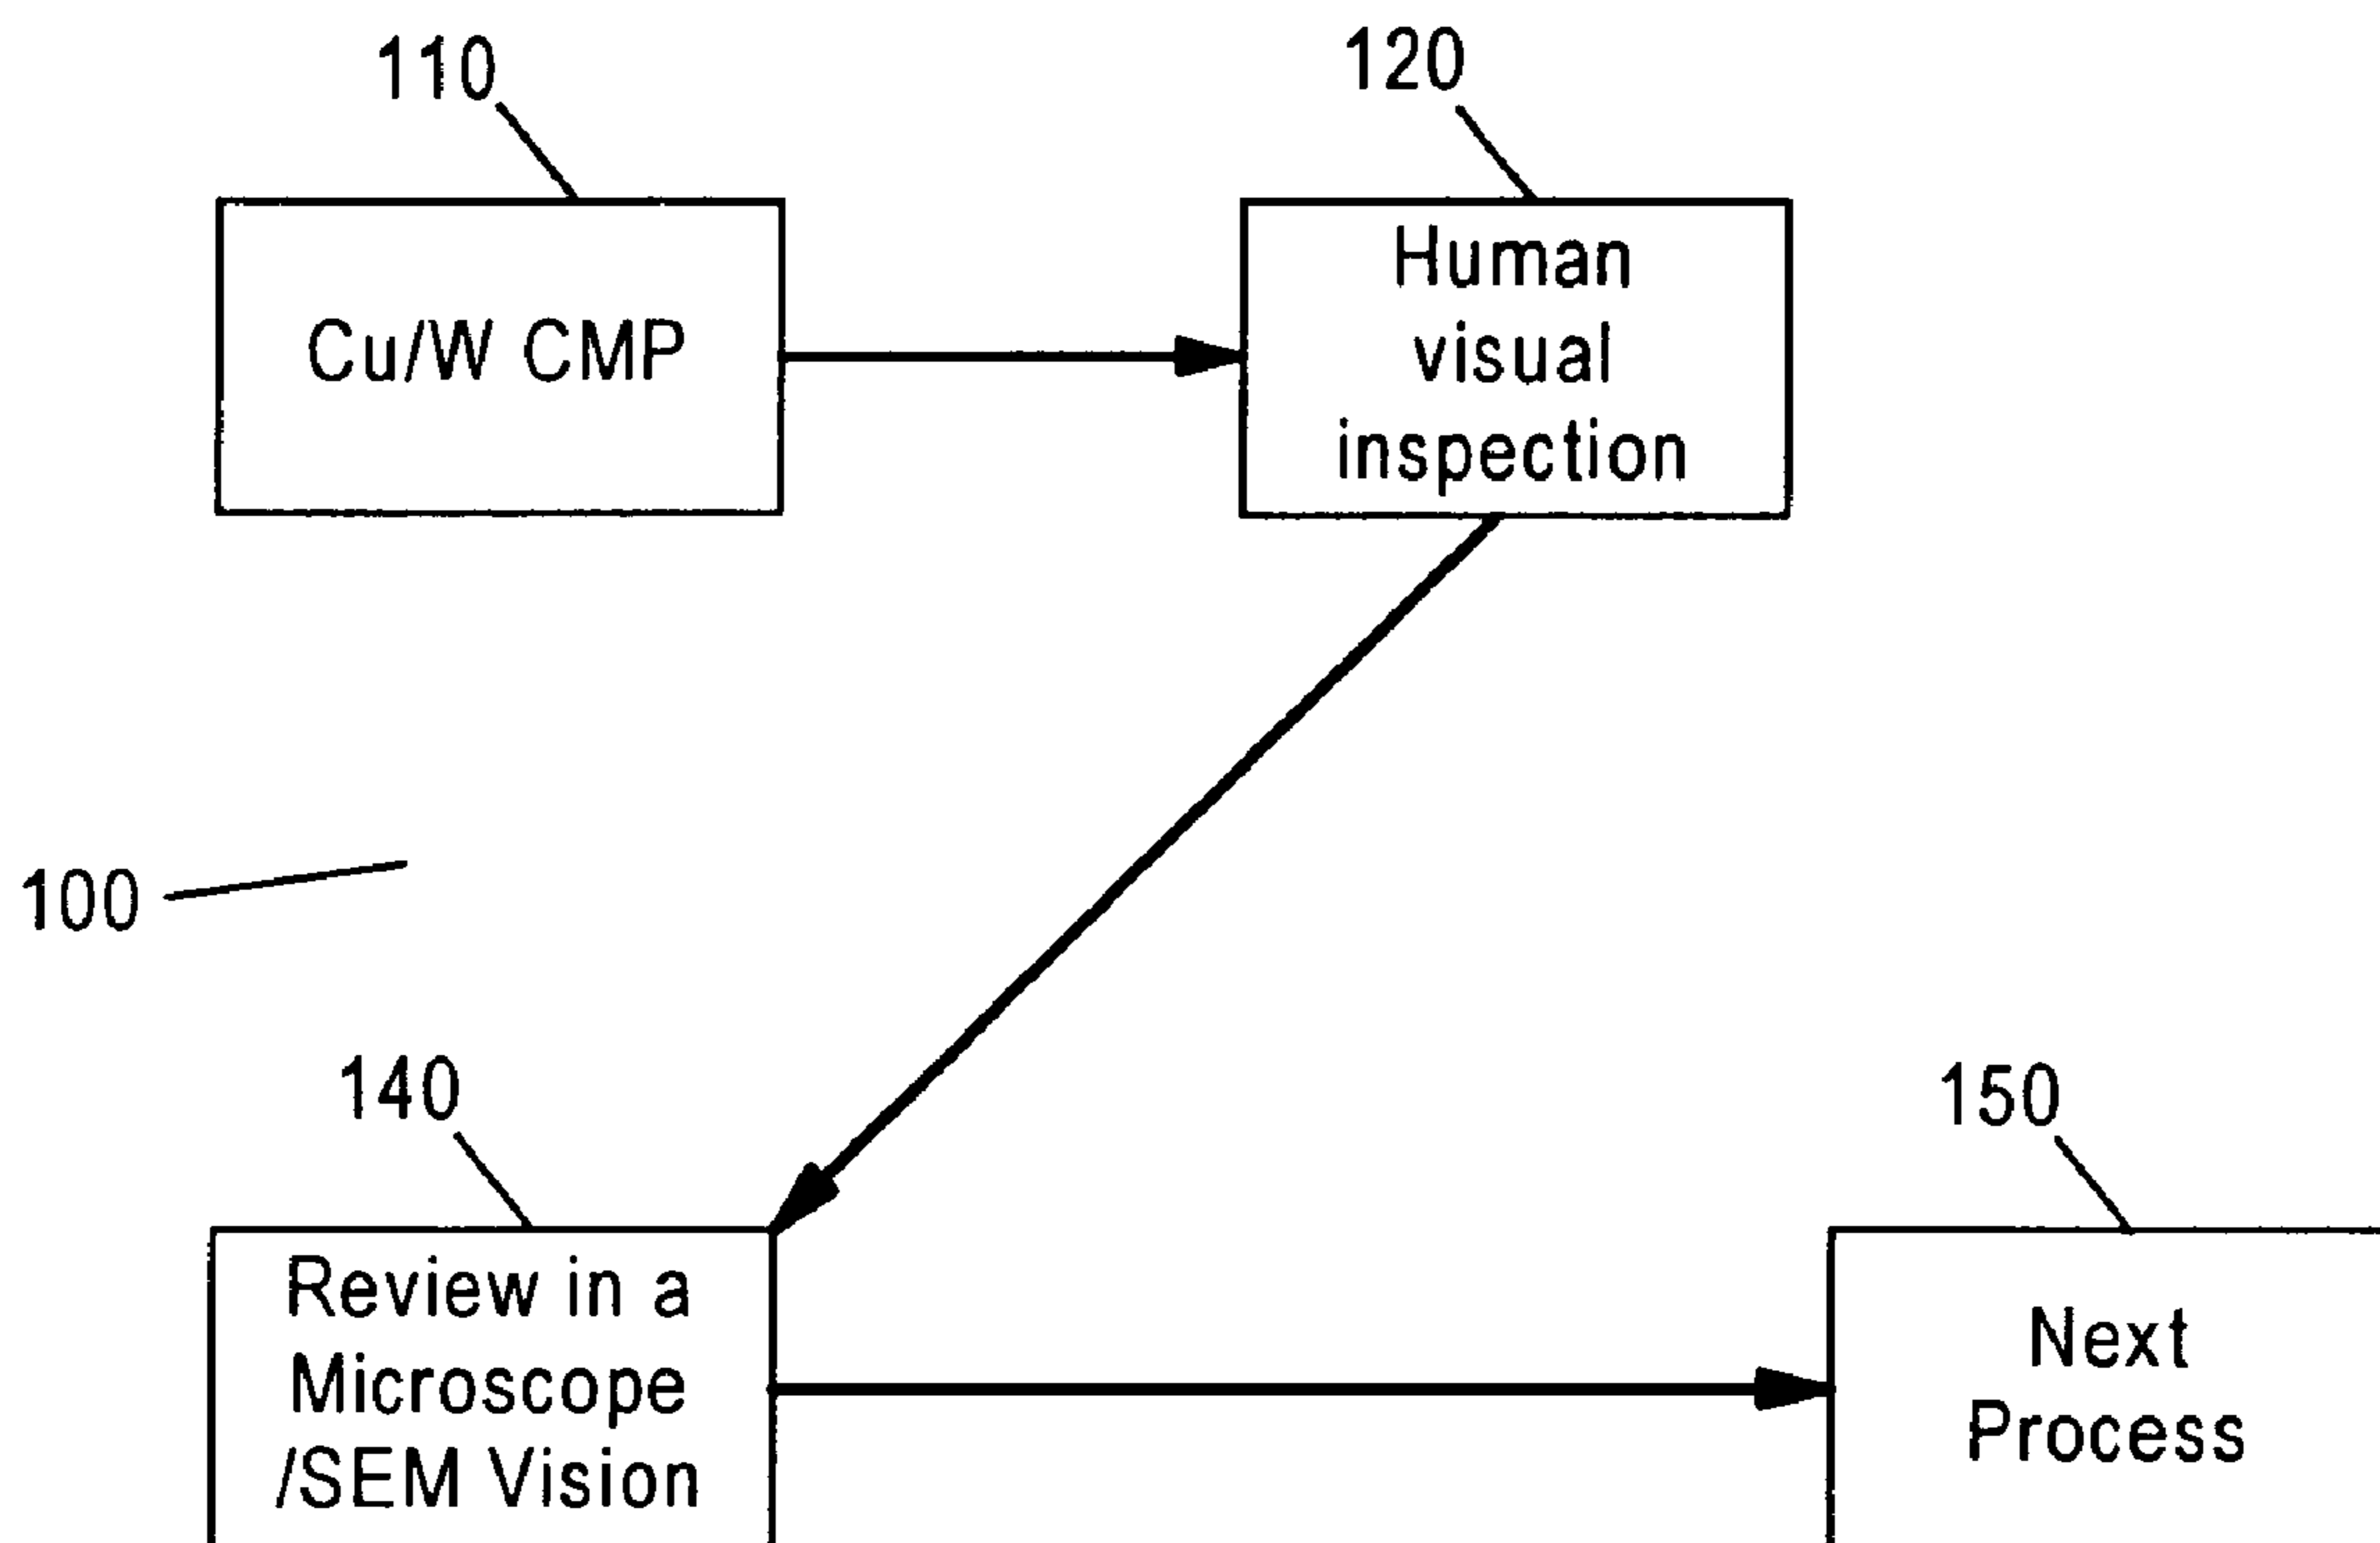 110
120
Cu/W CMP
Human
visual
inspection
100
140
150
Review in a
Microscope
/SEM Vision
Next
Process